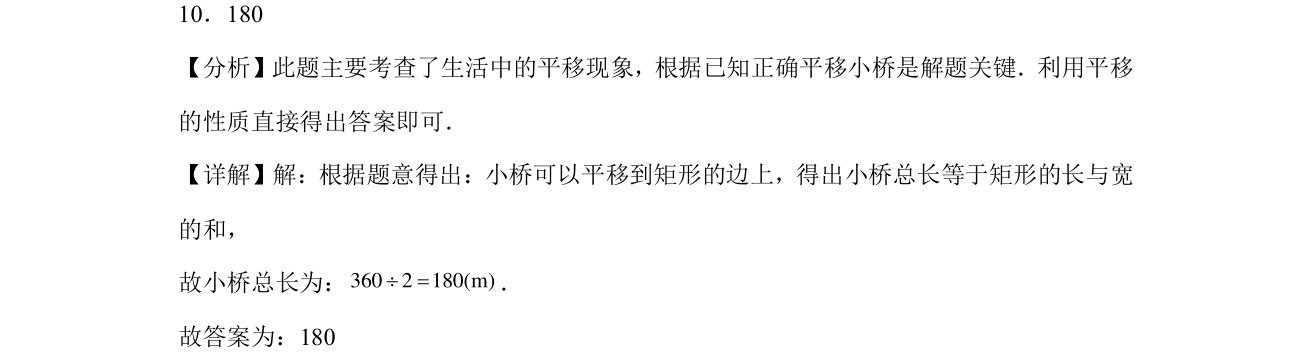 10．180
【分析】此题主要考查了生活中的平移现象，根据已知正确平移小桥是解题关键．利用平移
的性质直接得出答案即可．
【详解】解：根据题意得出：小桥可以平移到矩形的边上，得出小桥总长等于矩形的长与宽
的和，
故小桥总长为：360÷2=180(m)．
故答案为：180